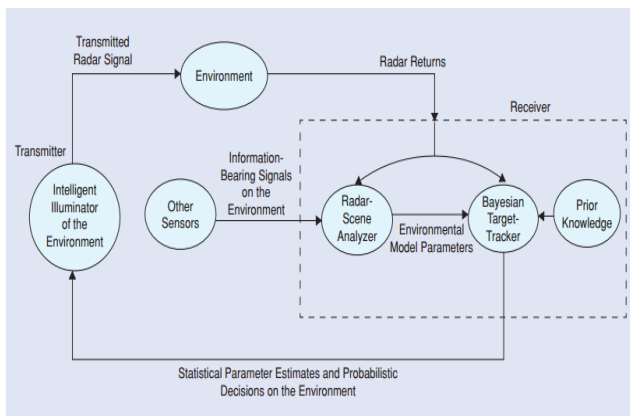 Transmitted
Radar Signal
Environment
Radar Returns
Receiver
Transmitter
Intelligent
Illuminator
of the
Environment
Other
Sensors
Information-
Bearing Signals
on the
Environment
Radar-
Scene
Analyzer
Environmental
Model Parameters
Bayesian
Target-
Tracker
Prior
Knowledge
Statistical Parameter Estimates and Probabilistic
Decisions on the Environment